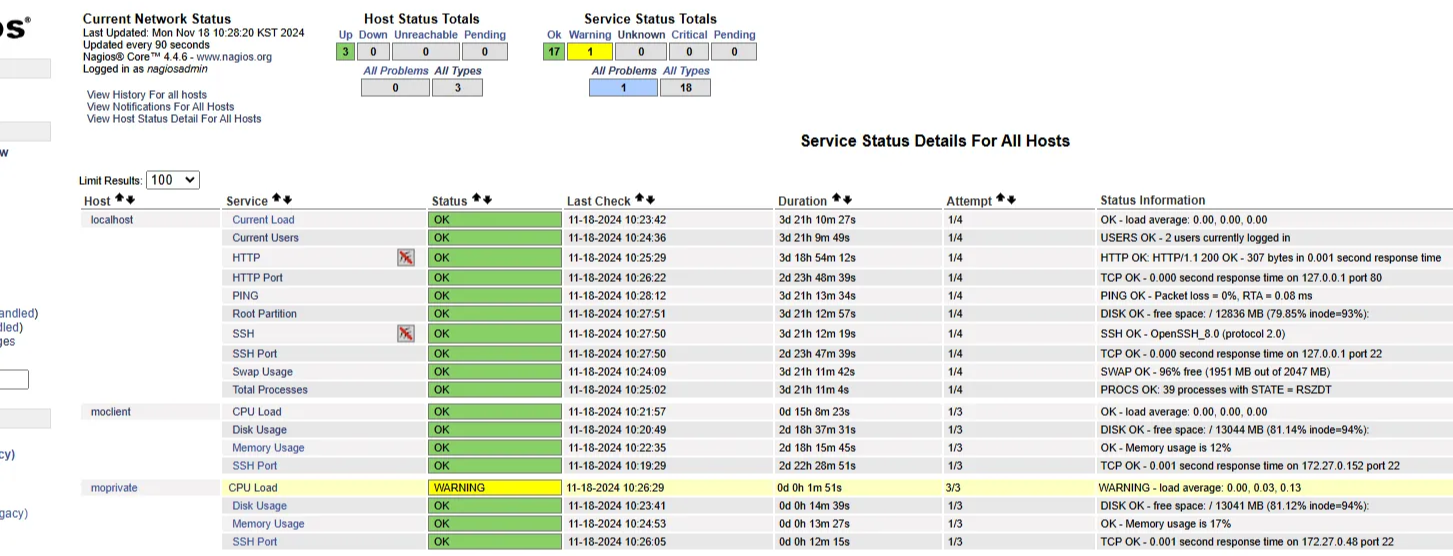 os®
Current Network Status
Last Updated: Mon Nov 18 10:28:20 KST 2024
Updated every 90 seconds
Nagios® Core™ 4.4.6 - www.nagios.org
Logged in as nagiosadmin
View History For all hosts
View Notifications For All Hosts
View Host Status Detail For All Hosts
Host Status Totals
Up Down Unreachable Pending
3 0 0 0
All Problems All Types
0 3
Service Status Totals
Ok Warning Unknown Critical Pending
17 1 0 0 0
All Problems All Types
1 18
w
andled)
dled)
ges
cy)
gacy)
Service Status Details For All Hosts
Limit Results: 100
Host Service Status Last Check Duration Attempt Status Information
localhost Current Load OK 11-18-2024 10:23:42 3d 21h 10m 27s 1/4 OK - load average: 0.00, 0.00, 0.00
Current Users OK 11-18-2024 10:24:36 3d 21h 9m 49s 1/4 USERS OK - 2 users currently logged in
HTTP OK 11-18-2024 10:25:29 3d 18h 54m 12s 1/4 HTTP OK: HTTP/1.1 200 OK - 307 bytes in 0.001 second response time
HTTP Port OK 11-18-2024 10:26:22 2d 23h 48m 39s 1/4 TCP OK - 0.000 second response time on 127.0.0.1 port 80
PING OK 11-18-2024 10:28:12 3d 21h 13m 34s 1/4 PING OK - Packet loss = 0%, RTA = 0.08 ms
Root Partition OK 11-18-2024 10:27:51 3d 21h 12m 57s 1/4 DISK OK - free space: / 12836 MB (79.85% inode=93%):
SSH OK 11-18-2024 10:27:50 3d 21h 12m 19s 1/4 SSH OK - OpenSSH_8.0 (protocol 2.0)
SSH Port OK 11-18-2024 10:27:50 2d 23h 47m 39s 1/4 TCP OK - 0.000 second response time on 127.0.0.1 port 22
Swap Usage OK 11-18-2024 10:24:09 3d 21h 11m 42s 1/4 SWAP OK - 96% free (1951 MB out of 2047 MB)
Total Processes OK 11-18-2024 10:25:02 3d 21h 11m 4s 1/4 PROCS OK: 39 processes with STATE = RSZDT
moclient CPU Load OK 11-18-2024 10:21:57 0d 15h 8m 23s 1/3 OK - load average: 0.00, 0.00, 0.00
Disk Usage OK 11-18-2024 10:20:49 2d 18h 37m 31s 1/3 DISK OK - free space: / 13044 MB (81.14% inode=94%):
Memory Usage OK 11-18-2024 10:22:35 2d 18h 15m 45s 1/3 OK - Memory usage is 12%
SSH Port OK 11-18-2024 10:19:29 2d 22h 28m 51s 1/3 TCP OK - 0.001 second response time on 172.27.0.152 port 22
moprivate CPU Load WARNING 11-18-2024 10:26:29 0d 0h 1m 51s 3/3 WARNING - load average: 0.00, 0.03, 0.13
Disk Usage OK 11-18-2024 10:23:41 0d 0h 14m 39s 1/3 DISK OK - free space: / 13041 MB (81.12% inode=94%):
Memory Usage OK 11-18-2024 10:24:53 0d 0h 13m 27s 1/3 OK - Memory usage is 17%
SSH Port OK 11-18-2024 10:26:05 0d 0h 12m 15s 1/3 TCP OK - 0.001 second response time on 172.27.0.48 port 22